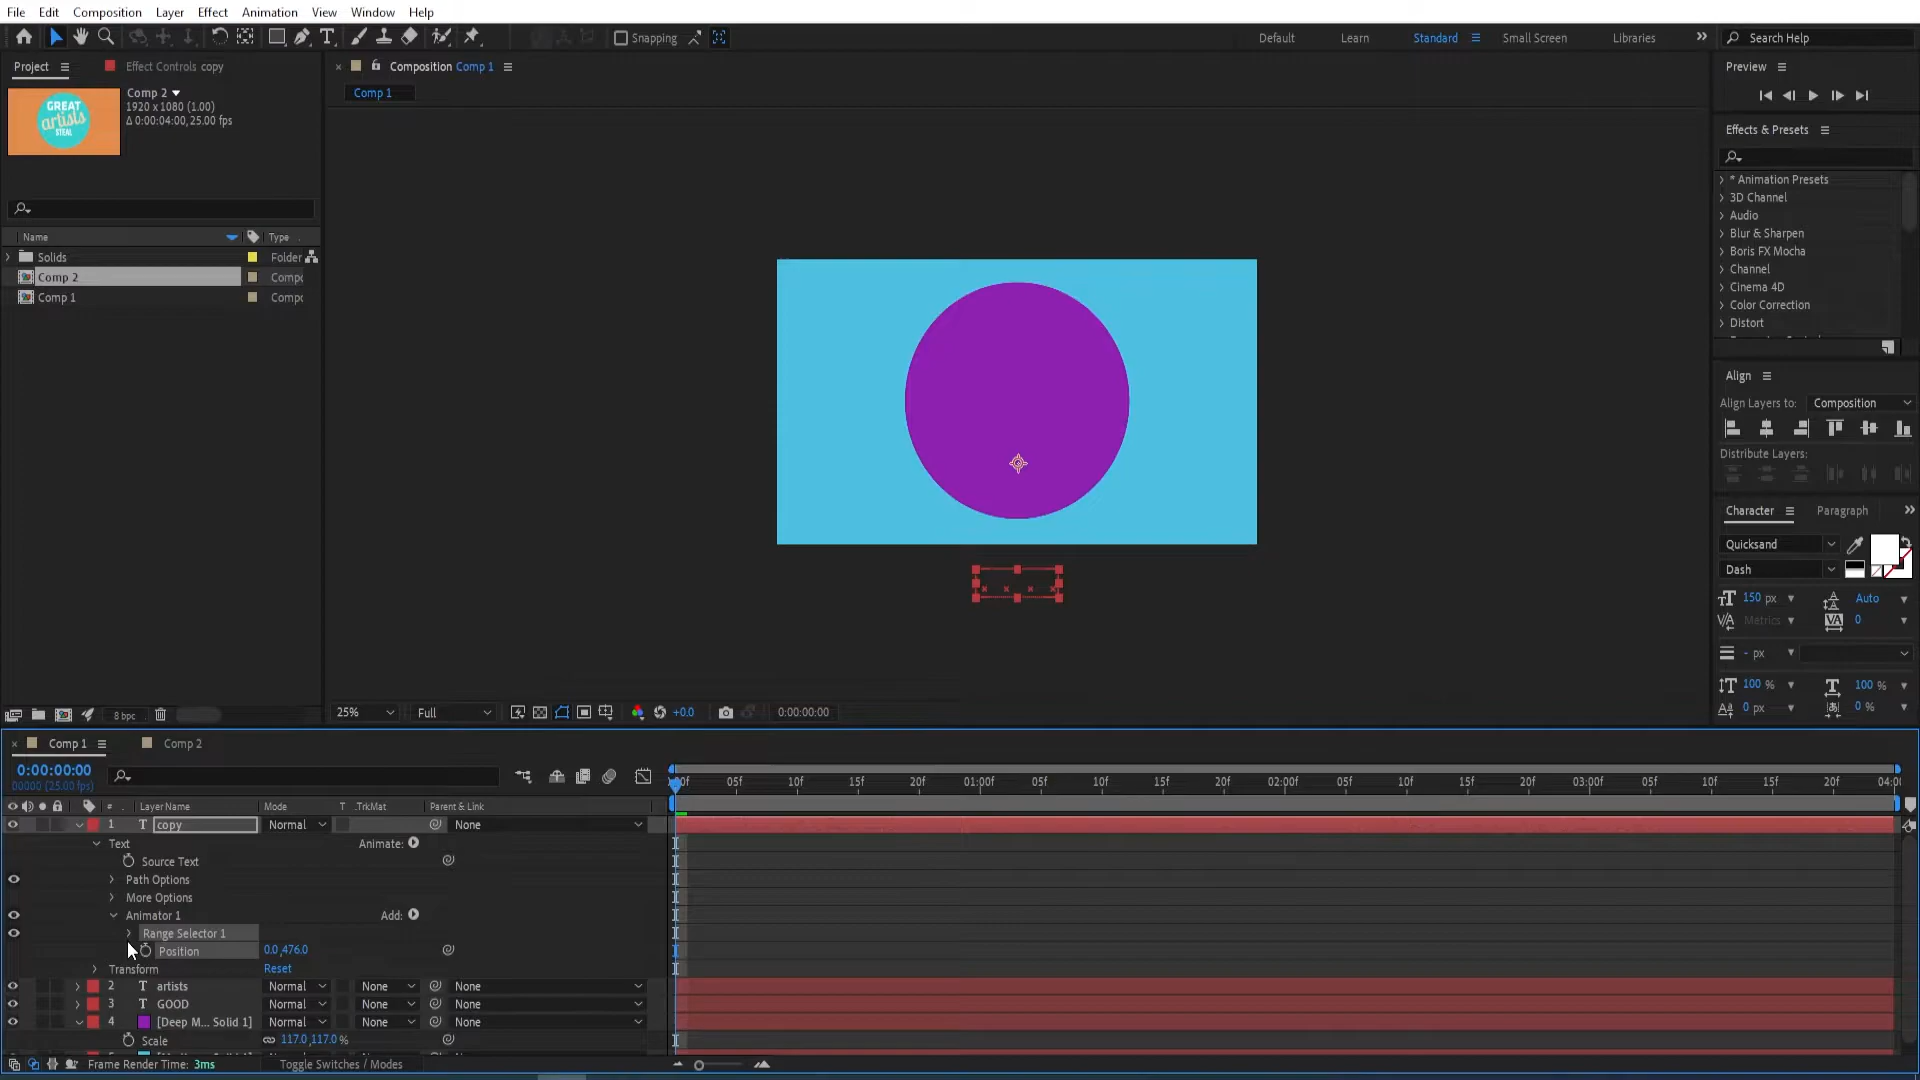 File Edit Composition Layer Effect Animation View Window Help
Snapping Default Learn Standard Small Screen Libraries Search Help
Project Effect Controls copy Composition Comp 1 Preview
Comp 2 Comp 1
1920 x 1080 (1.00)
Δ 0:00:04:00, 25.00 fps
GREAT
artists
STEAL
Effects & Presets
* Animation Presets
3D Channel
Audio
Blur & Sharpen
Boris FX Mocha
Channel
Cinema 4D
Color Correction
Distort
Name Type
Solids Folder
Comp 2
Comp 1
Align
Align Layers to: Composition
Distribute Layers:
Character Paragraph
Quicksand
Dash
150 px Auto
Metrics 0
- px
100 % 100 %
0 px 0 %
8 bpc 25% Full +0.0 0:00:00:00
Comp 1 Comp 2
0:00:00:00
00000 (25.00 fps)
05f 10f 15f 20f 01:00f 05f 10f 15f 20f 02:00f 05f 10f 15f 20f 03:00f 05f 10f 15f 20f
# Layer Name Mode T .TrkMat Parent & Link
1 T copy Normal None
Text Animate:
Source Text
Path Options
More Options
Animator 1 Add:
Range Selector 1
Position 0.0,476.0
Transform Reset
2 T artists Normal None None
3 T GOOD Normal None None
4 [Deep M... Solid 1] Normal None None
Scale 117.0,117.0 %
Frame Render Time: 3ms Toggle Switches / Modes